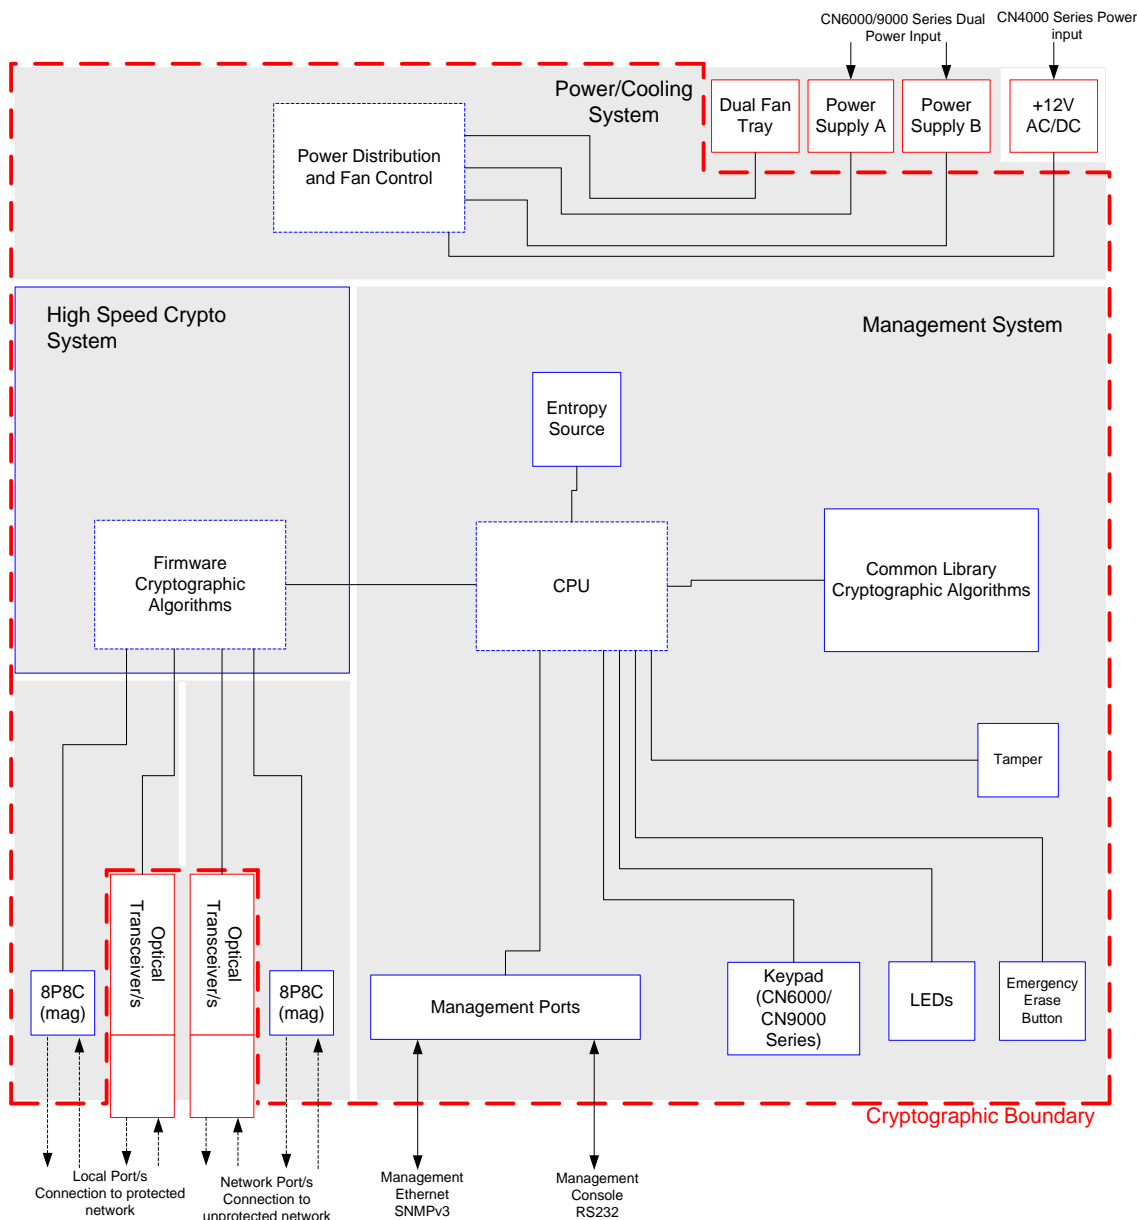 CN6000/9000 Series Dual
Power Input
CN4000 Series Power
input
Power/Cooling
System
Dual Fan
Tray
Power
Supply A
Power
Supply B
+12V
AC/DC
Power Distribution
and Fan Control
High Speed Crypto
System
Management System
Entropy
Source
Firmware
Cryptographic
Algorithms
CPU
Common Library
Cryptographic Algorithms
Tamper
Optical
Transceiver/s
Optical
Transceiver/s
8P8C
(mag)
8P8C
(mag)
Management Ports
Keypad
(CN6000/
CN9000
Series)
LEDs
Emergency
Erase
Button
Cryptographic Boundary
Local Port/s
Connection to protected
network
Network Port/s
Connection to
unprotected network
Management
Ethernet
SNMPv3
Management
Console
RS232